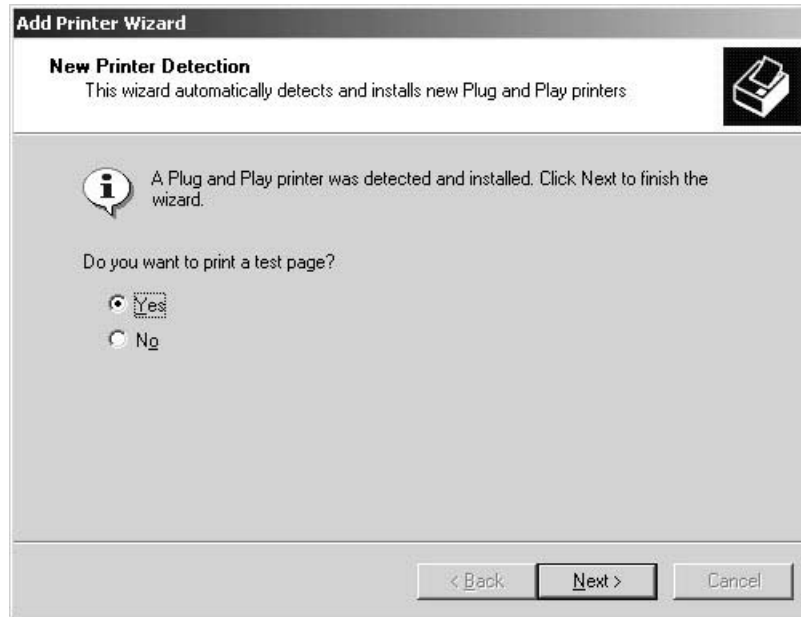 Add Printer Wizard
New Printer Detection
This wizard automatically detects and installs new Plug and Play printers
A Plug and Play printer was detected and installed. Click Next to finish the
wizard.
Do you want to print a test page?
Yes
No
< Back Next > Cancel